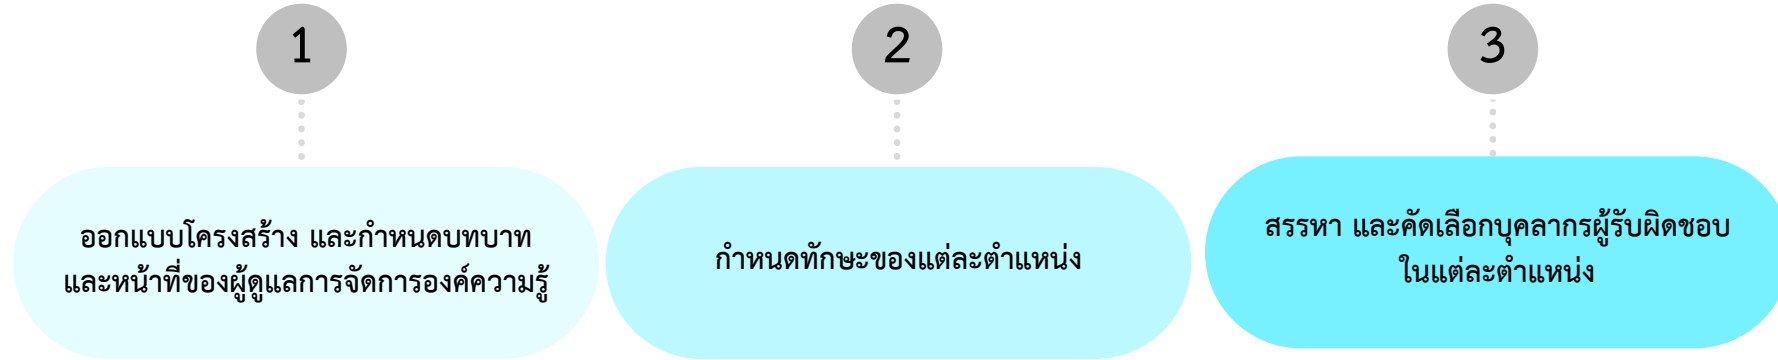 1
ออกแบบโครงสร้าง และกำหนดบทบาท
และหน้าที่ของผู้ดูแลการจัดการองค์ความรู้
2
กำหนดทักษะของแต่ละตำแหน่ง
3
สรรหา และคัดเลือกบุคลากรผู้รับผิดชอบ
ในแต่ละตำแหน่ง